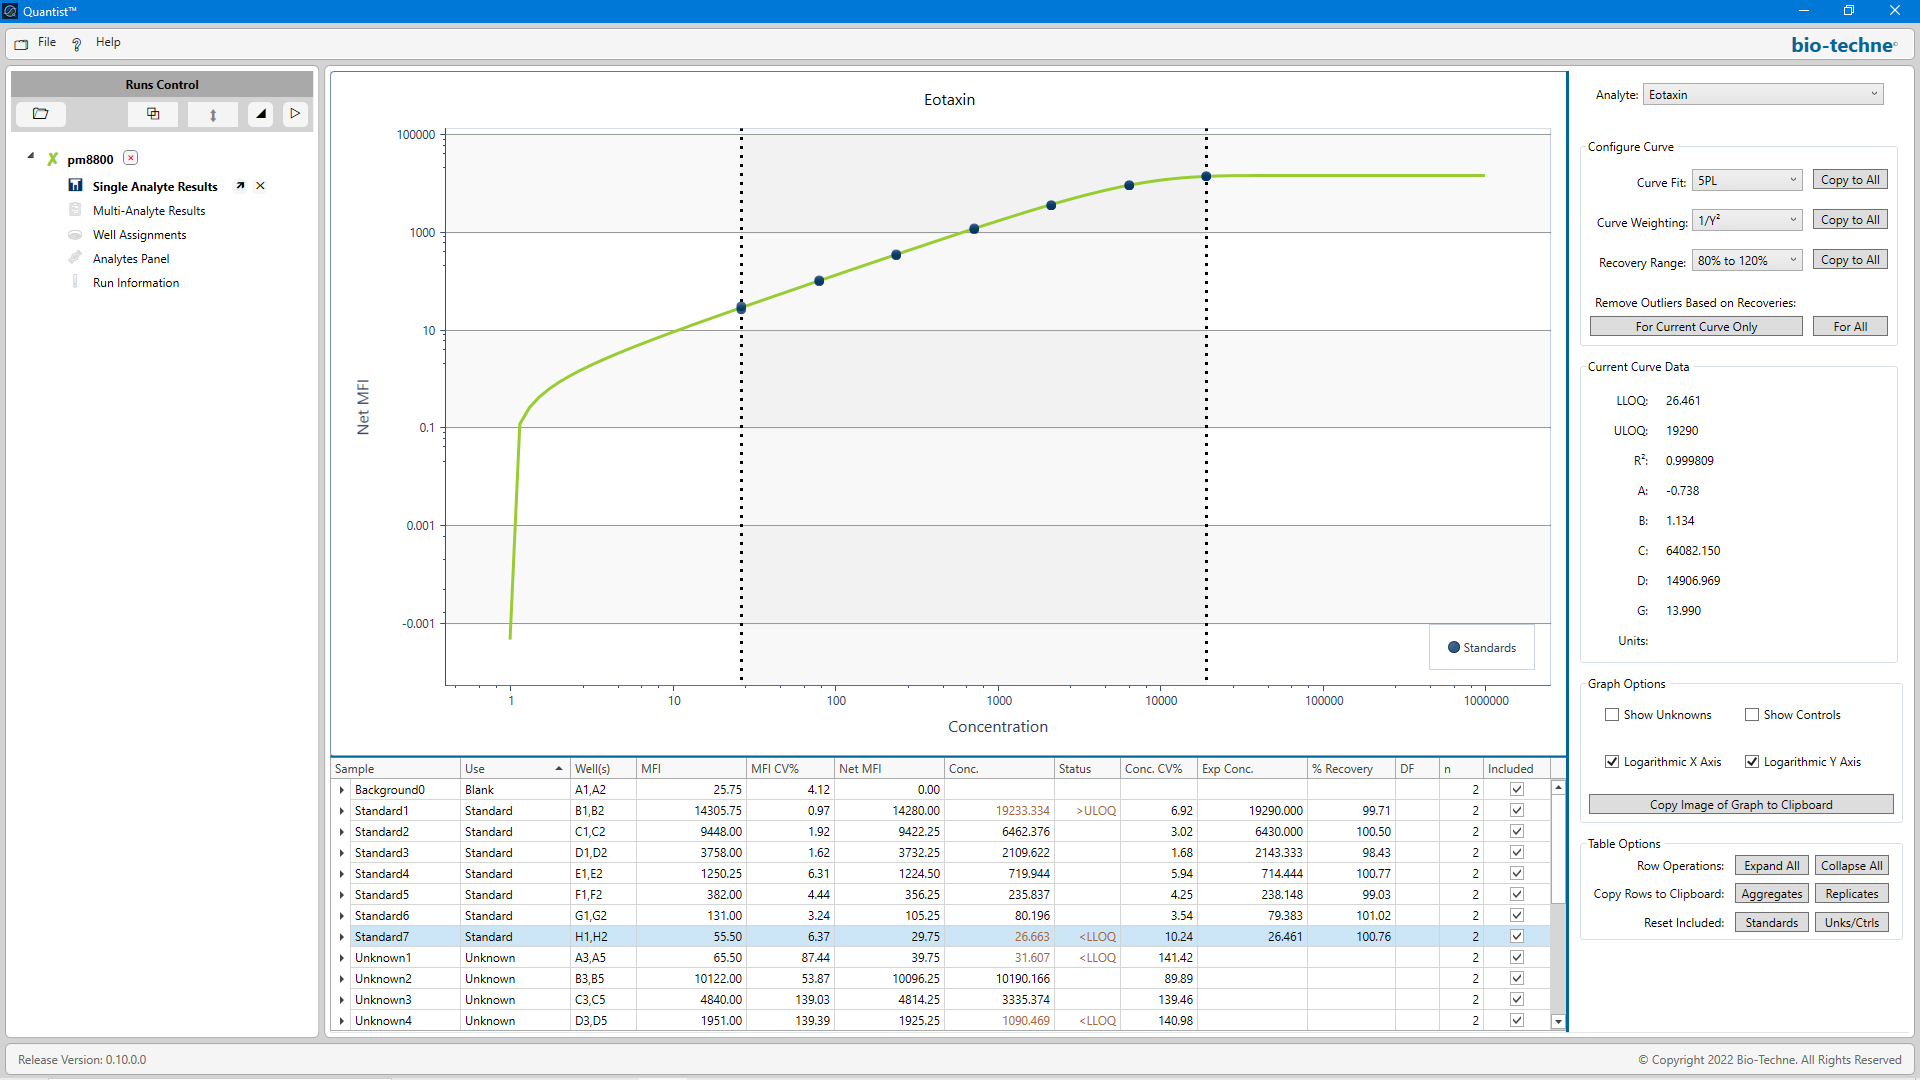 Quantist™
File ? Help
bio-techne
Runs Control
pm8800
Single Analyte Results
Multi-Analyte Results
Well Assignments
Analytes Panel
Run Information
Eotaxin
100000
1000
10
0.1
0.001
-0.001
Net MFI
1 10 100 1000 10000 100000 1000000
Concentration
Standards
Analyte: Eotaxin
Configure Curve
Curve Fit: 5PL Copy to All
Curve Weighting: 1/Y² Copy to All
Recovery Range: 80% to 120% Copy to All
Remove Outliers Based on Recoveries:
For Current Curve Only For All
Current Curve Data
LLOQ: 26.461
ULOQ: 19290
R²: 0.999809
A: -0.738
B: 1.134
C: 64082.150
D: 14906.969
G: 13.990
Units:
Graph Options
Show Unknowns Show Controls
Logarithmic X Axis Logarithmic Y Axis
Copy Image of Graph to Clipboard
Table Options
Row Operations: Expand All Collapse All
Copy Rows to Clipboard: Aggregates Replicates
Reset Included: Standards Unks/Ctrls
Sample Use Well(s) MFI MFI CV% Net MFI Conc. Status Conc. CV% Exp Conc. % Recovery DF n Included
Background0 Blank A1,A2 25.75 4.12 0.00 2
Standard1 Standard B1,B2 14305.75 0.97 14280.00 19233.334 >ULOQ 6.92 19290.000 99.71 2
Standard2 Standard C1,C2 9448.00 1.92 9422.25 6462.376 3.02 6430.000 100.50 2
Standard3 Standard D1,D2 3758.00 1.62 3732.25 2109.622 1.68 2143.333 98.43 2
Standard4 Standard E1,E2 1250.25 6.31 1224.50 719.944 5.94 714.444 100.77 2
Standard5 Standard F1,F2 382.00 4.44 356.25 235.837 4.25 238.148 99.03 2
Standard6 Standard G1,G2 131.00 3.24 105.25 80.196 3.54 79.383 101.02 2
Standard7 Standard H1,H2 55.50 6.37 29.75 26.663 <LLOQ 10.24 26.461 100.76 2
Unknown1 Unknown A3,A5 65.50 87.44 39.75 31.607 <LLOQ 141.42 2
Unknown2 Unknown B3,B5 10122.00 53.87 10096.25 10190.166 89.89 2
Unknown3 Unknown C3,C5 4840.00 139.03 4814.25 3335.374 139.46 2
Unknown4 Unknown D3,D5 1951.00 139.39 1925.25 1090.469 <LLOQ 140.98 2
Release Version: 0.10.0.0
© Copyright 2022 Bio-Techne. All Rights Reserved